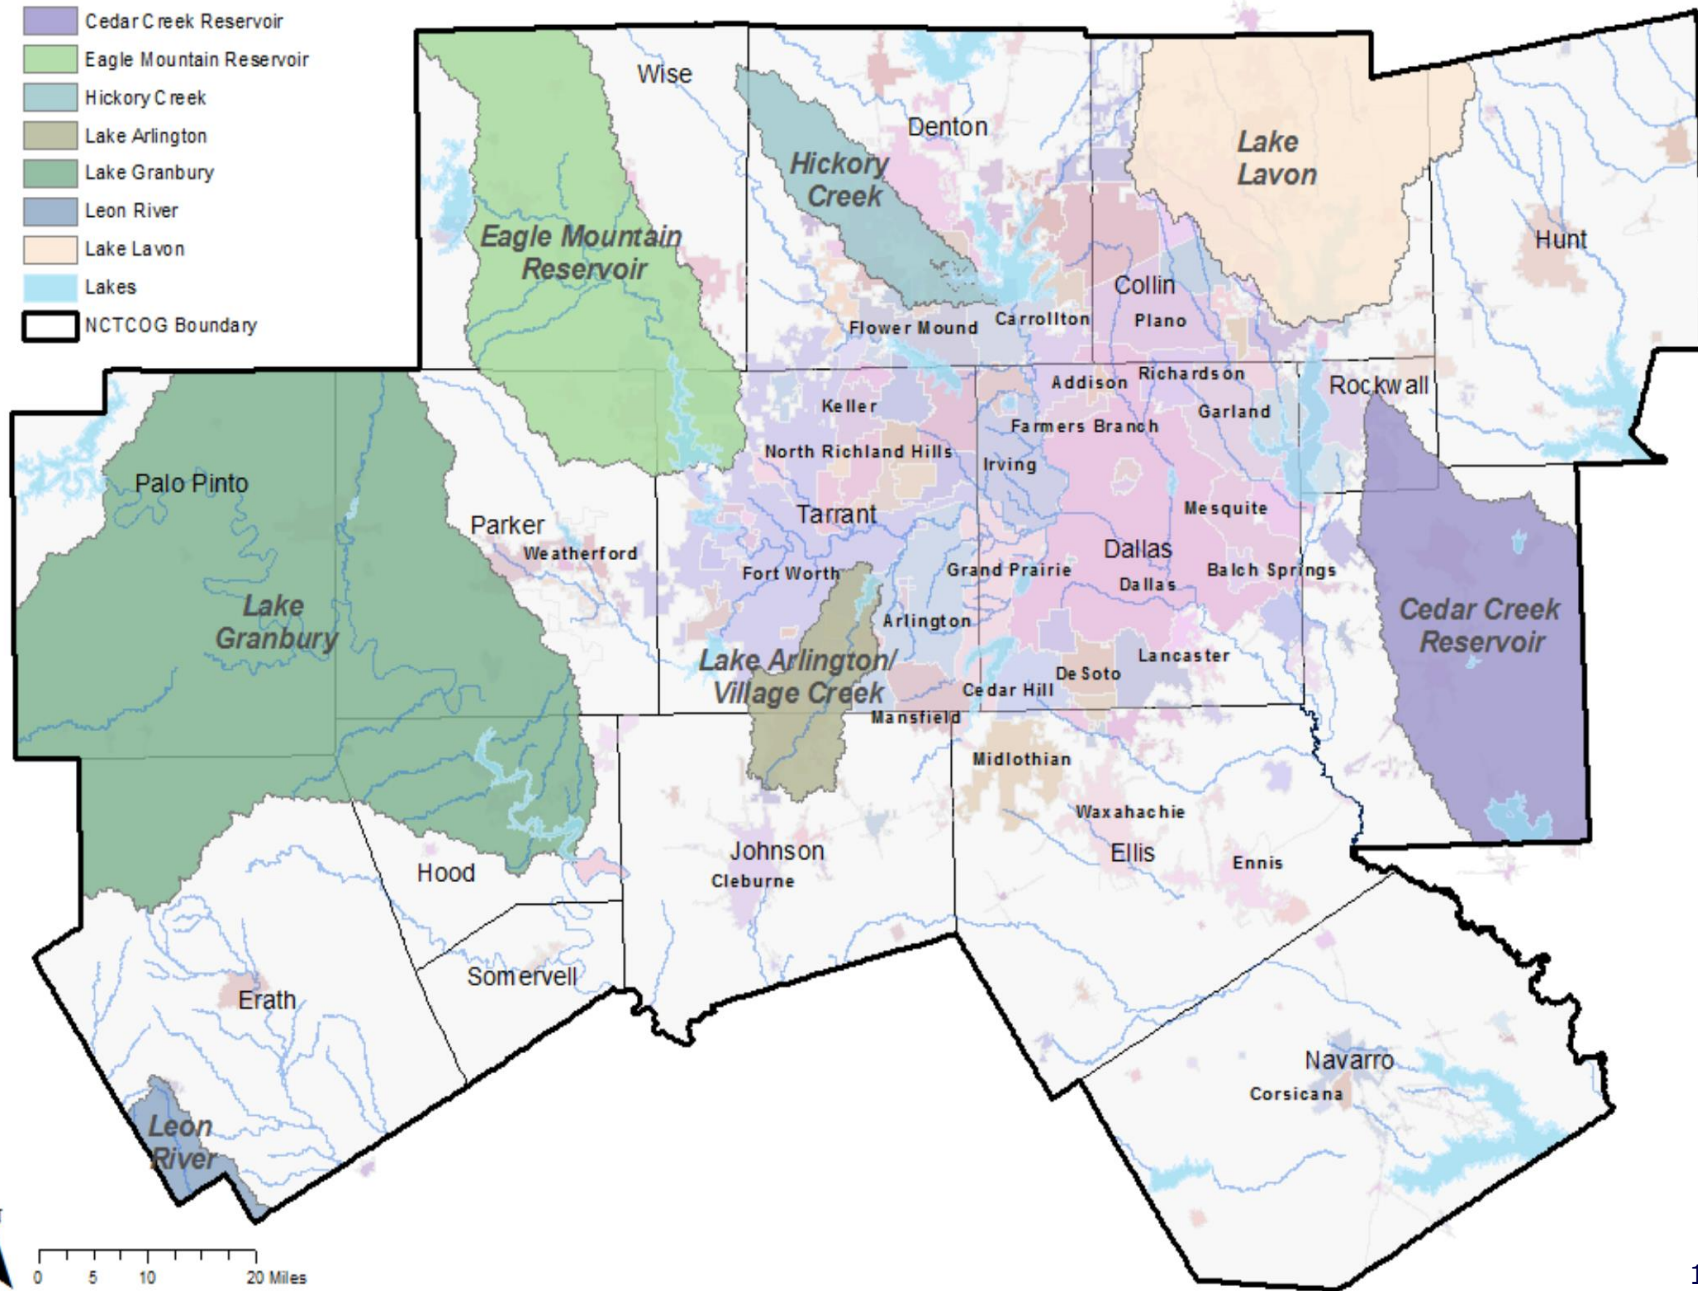 Cedar Creek Reservoir
Eagle Mountain Reservoir
Hickory Creek
Lake Arlington
Lake Granbury
Leon River
Lake Lavon
Lakes
NCTCOG Boundary
Wise
Denton
Hickory
Creek
Lake
Lavon
Hunt
Eagle Mountain
Reservoir
Collin
Flower Mound
Carrollton
Plano
Addison
Richardson
Rockwall
Keller
Farmers Branch
Garland
North Richland Hills
Irving
Palo Pinto
Parker
Weatherford
Tarrant
Mesquite
Dallas
Fort Worth
Grand Prairie
Dallas
Balch Springs
Lake
Granbury
Arlington
Cedar Creek
Reservoir
Lake Arlington/
Village Creek
Lancaster
DeSoto
Cedar Hill
Mansfield
Midlothian
Waxahachie
Ellis
Ennis
Johnson
Cleburne
Hood
Somervell
Erath
Navarro
Corsicana
Leon
River
0 5 10 20 Miles
1